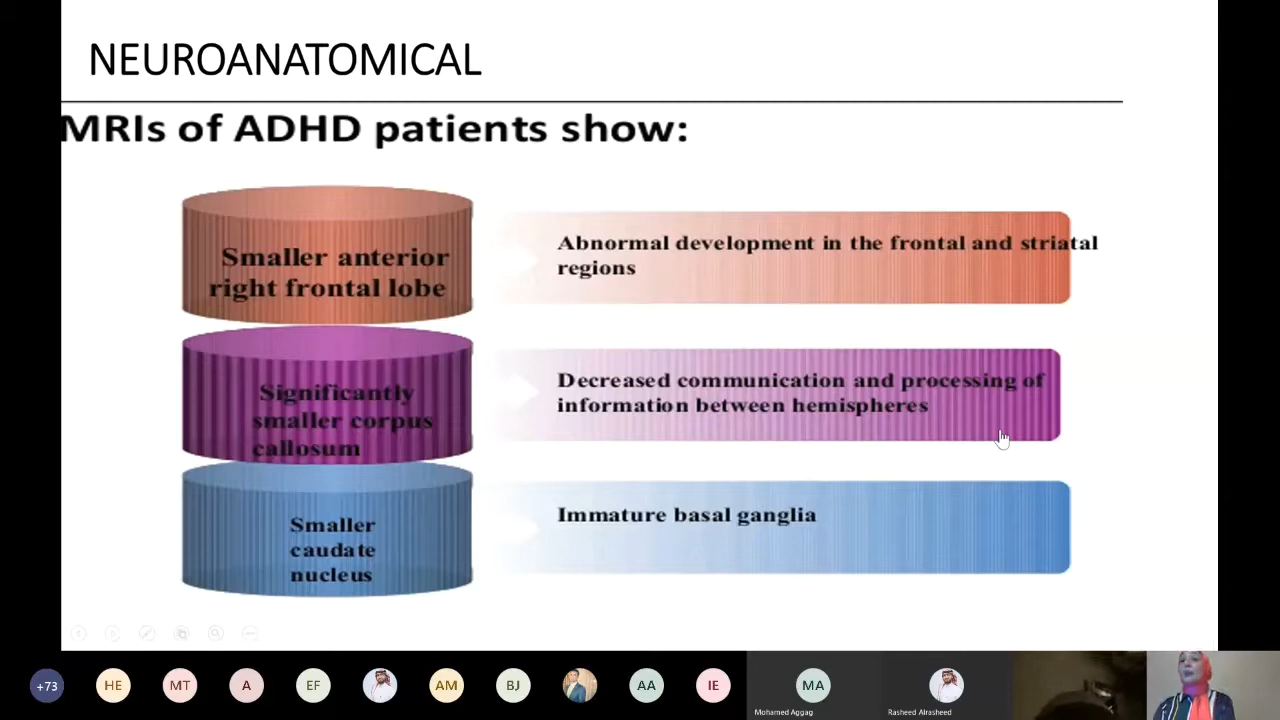 NEUROANATOMICAL
MRIs of ADHD patients show:
Smaller anterior
right frontal lobe
Abnormal development in the frontal and striatal
regions
Significantly
smaller corpus
callosum
Decreased communication and processing of
information between hemispheres
Smaller
caudate
nucleus
Immature basal ganglia
+73
HE
MT
A
EF
AM
BJ
AA
IE
MA
Mohamed Aggag
Rasheed Alrasheed